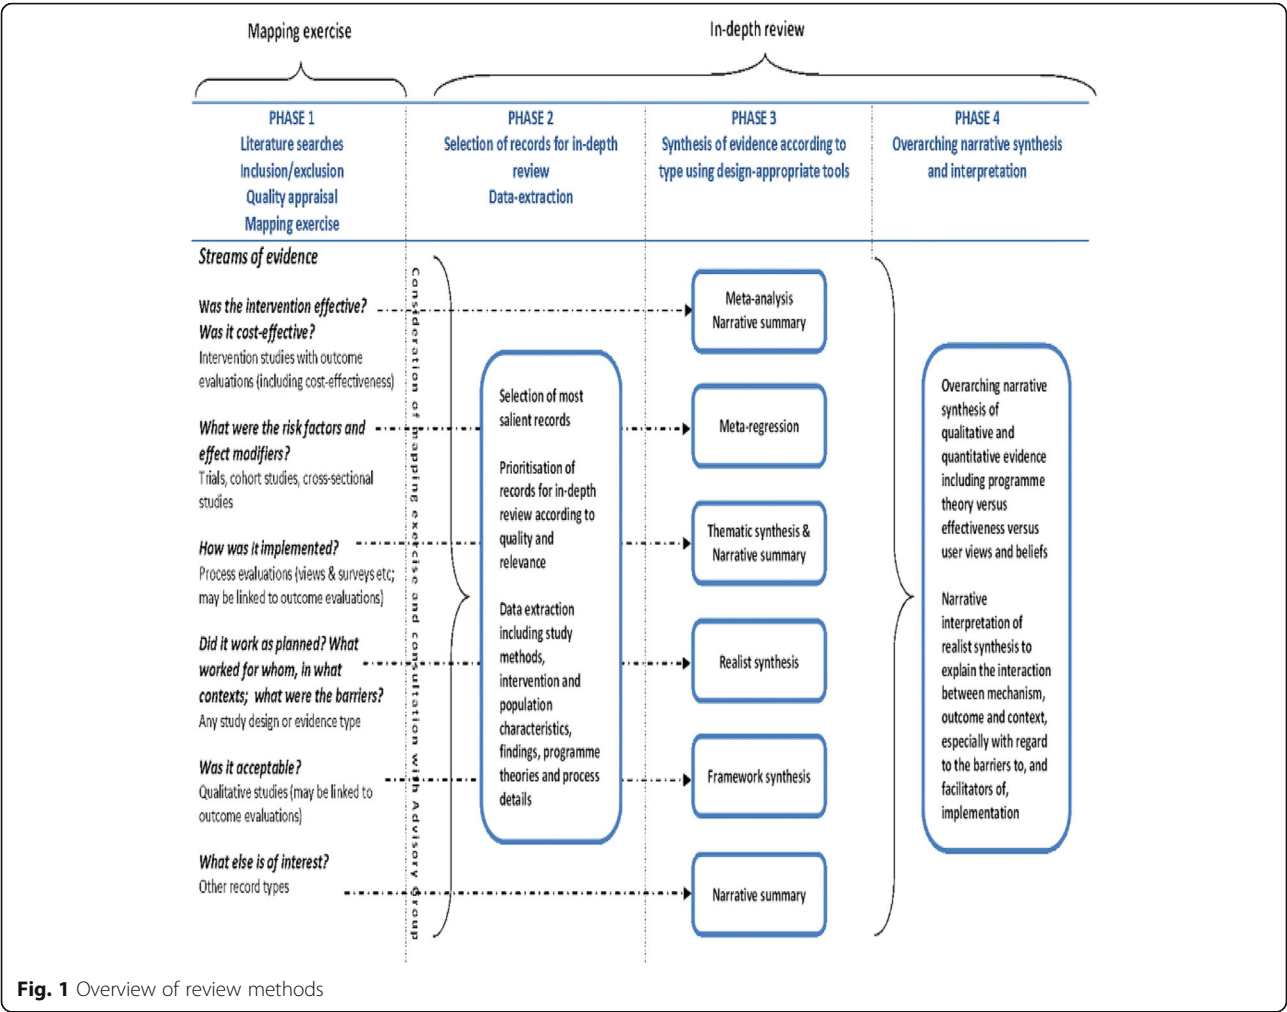 Mapping exercise
In-depth review
PHASE 1
Literature searches
Inclusion/exclusion
Quality appraisal
Mapping exercise
PHASE 2
Selection of records for in-depth
review
Data-extraction
PHASE 3
Synthesis of evidence according to
type using design-appropriate tools
PHASE 4
Overarching narrative synthesis
and interpretation
Streams of evidence
Was the intervention effective?
Was it cost-effective?
Intervention studies with outcome
evaluations (including cost-effectiveness)
What were the risk factors and
effect modifiers?
Trials, cohort studies, cross-sectional
studies
How was it implemented?
Process evaluations (views & surveys etc;
may be linked to outcome evaluations)
Did it work as planned? What
worked for whom, in what
contexts; what were the barriers?
Any study design or evidence type
Was it acceptable?
Qualitative studies (may be linked to
outcome evaluations)
What else is of interest?
Other record types
Consideration of mapping exercise and consultation with Advisory Group
Selection of most
salient records
Prioritisation of
records for in-depth
review according to
quality and
relevance
Data extraction
including study
methods,
intervention and
population
characteristics,
findings, programme
theories and process
details
Meta-analysis
Narrative summary
Meta-regression
Thematic synthesis &
Narrative summary
Realist synthesis
Framework synthesis
Narrative summary
Overarching narrative
synthesis of
qualitative and
quantitative evidence
including programme
theory versus
effectiveness versus
user views and beliefs
Narrative
interpretation of
realist synthesis to
explain the interaction
between mechanism,
outcome and context,
especially with regard
to the barriers to, and
facilitators of,
implementation
Fig. 1 Overview of review methods